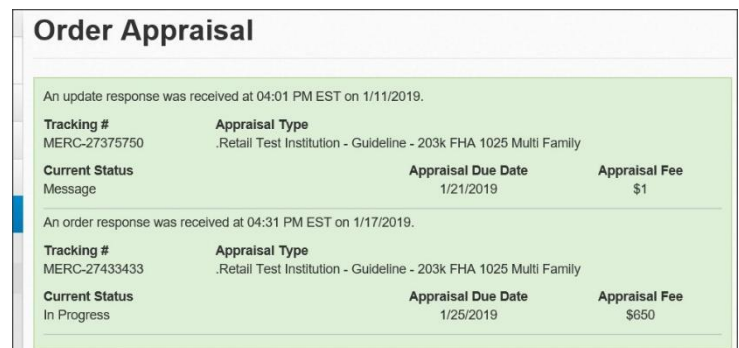 Order Appraisal
An update response was received at 04:01 PM EST on 1/11/2019.
Tracking # Appraisal Type
MERC-27375750 .Retail Test Institution - Guideline - 203k FHA 1025 Multi Family
Current Status Appraisal Due Date Appraisal Fee
Message 1/21/2019 $1
An order response was received at 04:31 PM EST on 1/17/2019.
Tracking # Appraisal Type
MERC-27433433 .Retail Test Institution - Guideline - 203k FHA 1025 Multi Family
Current Status Appraisal Due Date Appraisal Fee
In Progress 1/25/2019 $650